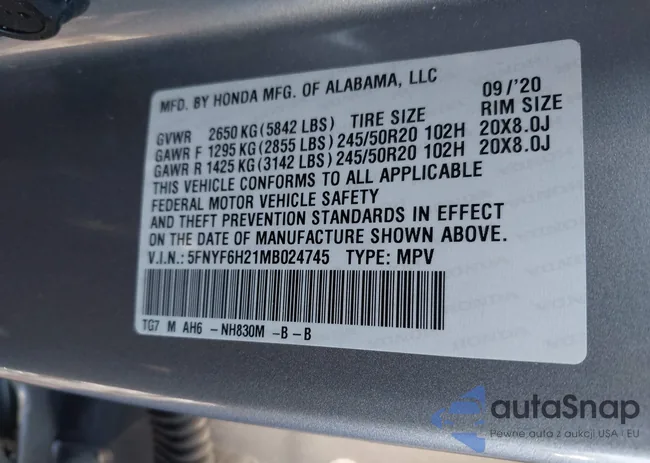 MFD. BY HONDA MFG. OF ALABAMA, LLC 09/'20
GVWR 2650 KG (5842 LBS) TIRE SIZE RIM SIZE
GAWR F 1295 KG (2855 LBS) 245/50R20 102H 20X8.0J
GAWR R 1425 KG (3142 LBS) 245/50R20 102H 20X8.0J
THIS VEHICLE CONFORMS TO ALL APPLICABLE
FEDERAL MOTOR VEHICLE SAFETY
AND THEFT PREVENTION STANDARDS IN EFFECT
ON THE DATE OF MANUFACTURE SHOWN ABOVE.
V.I.N.: 5FNYF6H21MB024745 TYPE: MPV
TG7 M AH6 - NH830M - B - B
autaSnap
Pewne auta z aukcji USA i EU